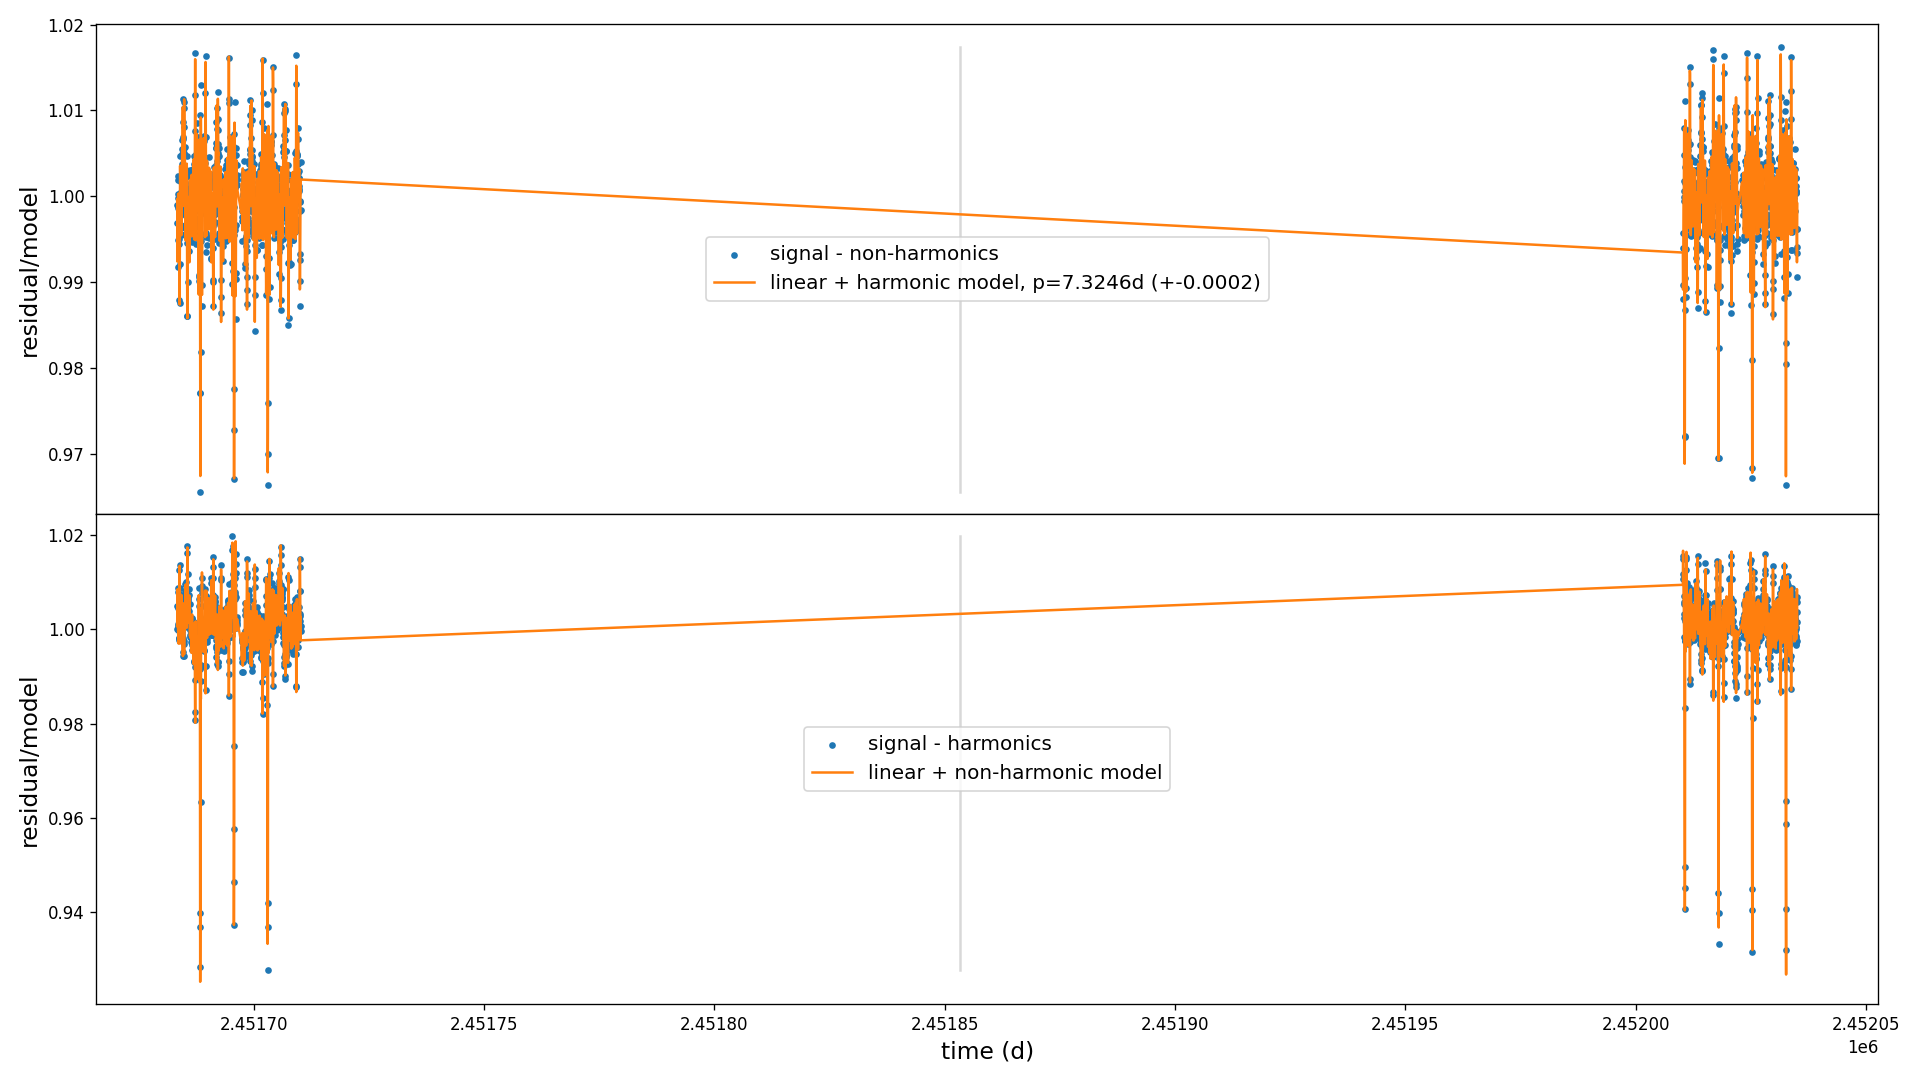 1.02
1.01
1.00
0.99
0.98
0.97
residual/model
signal - non-harmonics
linear + harmonic model, p=7.3246d (+-0.0002)
1.02
1.00
0.98
0.96
0.94
residual/model
signal - harmonics
linear + non-harmonic model
2.45170
2.45175
2.45180
2.45185
2.45190
2.45195
2.45200
2.45205
1e6
time (d)